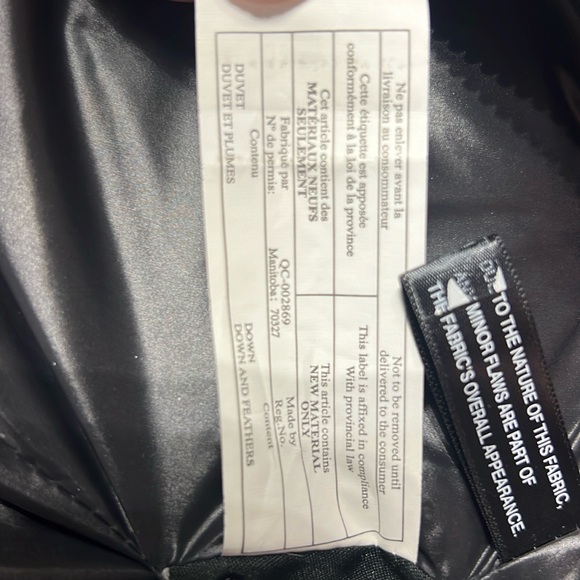 Ne pas enlever avant la
livraison au consommateur
Not to be removed until
delivered to the consumer
Cette étiquette est apposée
conformément à la loi de la province
This label is affixed in compliance
With provincial law
Cet article contient des
MATÉRIAUX NEUFS
SEULEMENT
This article contains
NEW MATERIAL
ONLY
Fabriqué par
N° de permis:
QC-002869
Manitoba: 70327
Made by
Reg.No.
Contenu
Content
DUVET
DOWN
DUVET ET PLUMES
DOWN AND FEATHERS
DUE TO THE NATURE OF THIS FABRIC,
MINOR FLAWS ARE PART OF
THE FABRIC'S OVERALL APPEARANCE.